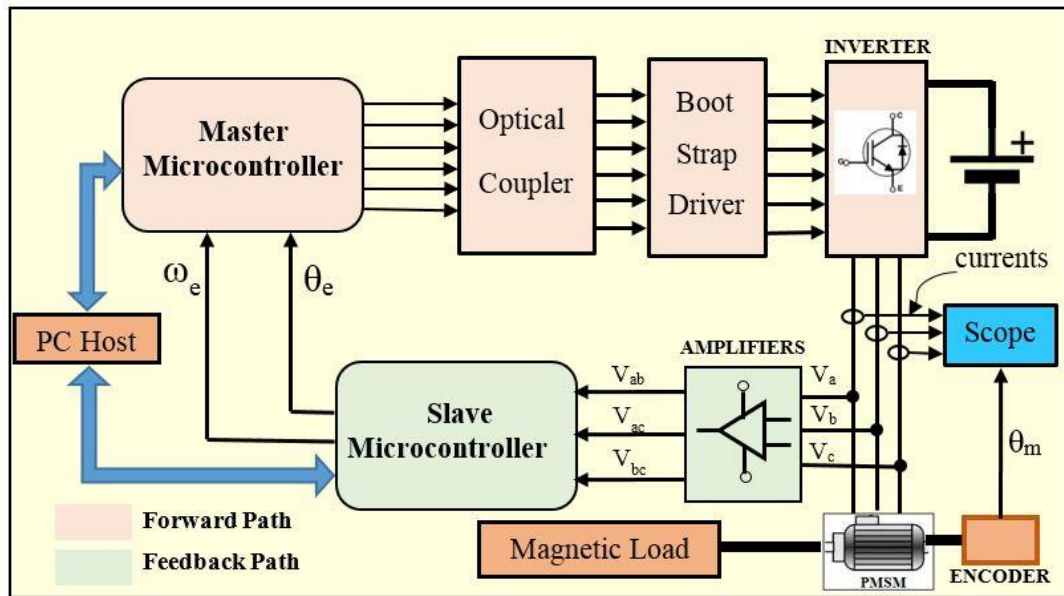 INVERTER
Master
Microcontroller
Optical
Coupler
Boot
Strap
Driver
C
G
E
+
currents
ωe
θe
PC Host
Scope
AMPLIFIERS
Vab
Vac
Vbc
Va
Vb
Vc
Slave
Microcontroller
θm
Forward Path
Feedback Path
Magnetic Load
PMSM
ENCODER